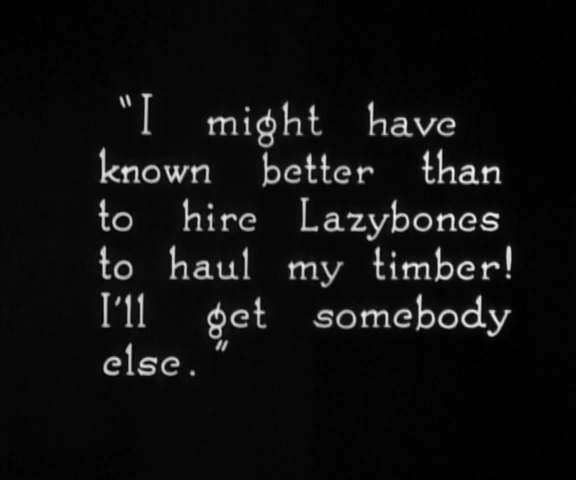 "I might have
known better than
to hire Lazybones
to haul my timber!
I'll get somebody
else."